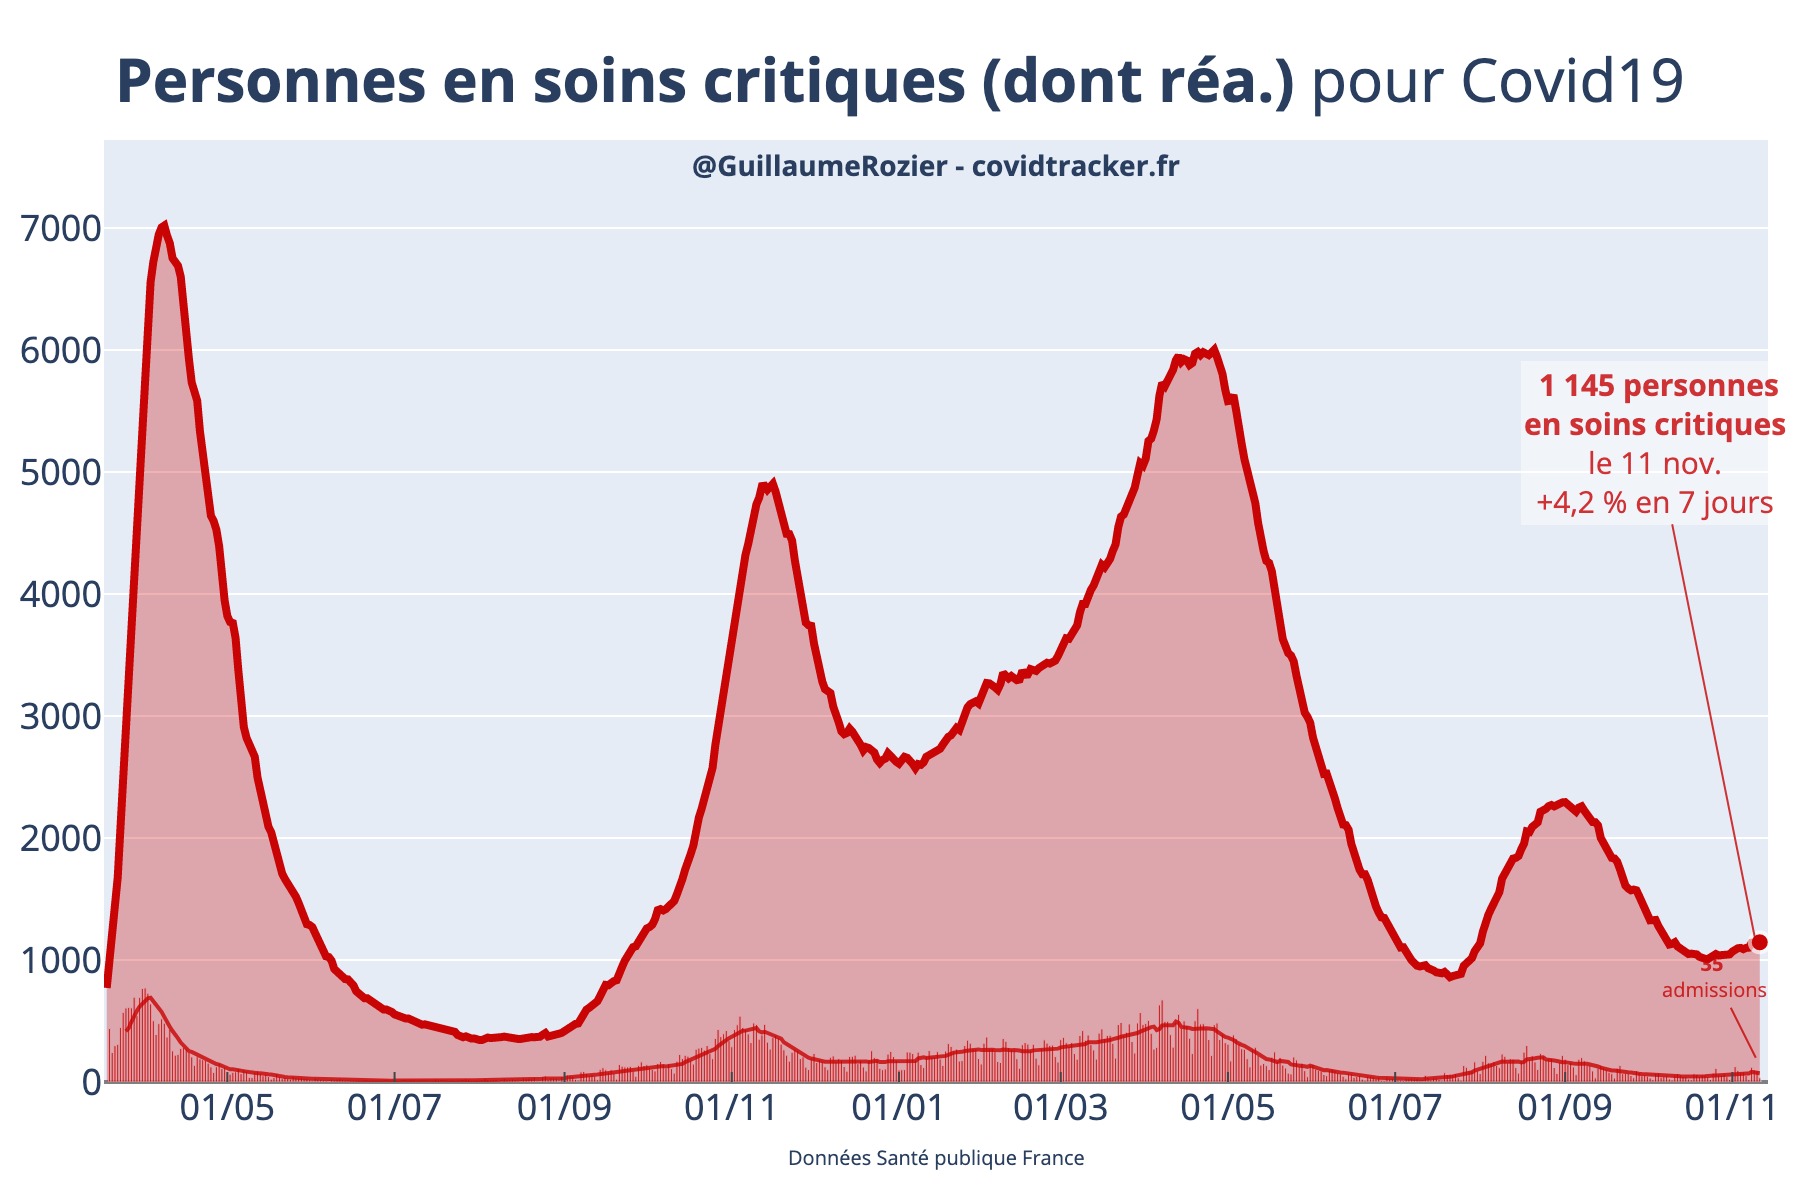 Personnes en soins critiques (dont réa.) pour Covid19
@GuillaumeRozier - covidtracker.fr
7000
6000
5000
4000
3000
2000
1000
0
1 145 personnes
en soins critiques
le 11 nov.
+4,2 % en 7 jours
35
admissions
01/05 01/07 01/09 01/11 01/01 01/03 01/05 01/07 01/09 01/11
Données Santé publique France